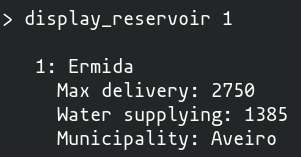 > display_reservoir 1
1: Ermida
Max delivery: 2750
Water supplying: 1385
Municipality: Aveiro